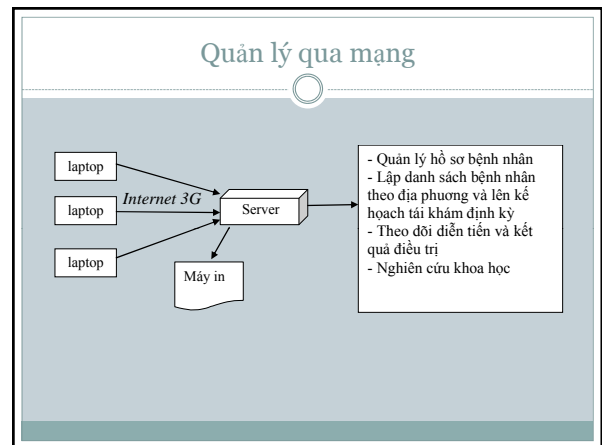 Quản lý qua mạng
laptop
laptop
laptop
Internet 3G
Server
Máy in
- Quản lý hồ sơ bệnh nhân
- Lập danh sách bệnh nhân
theo địa phương và lên kế
họach tái khám định kỳ
- Theo dõi diễn tiến và kết
quả điều trị
- Nghiên cứu khoa học